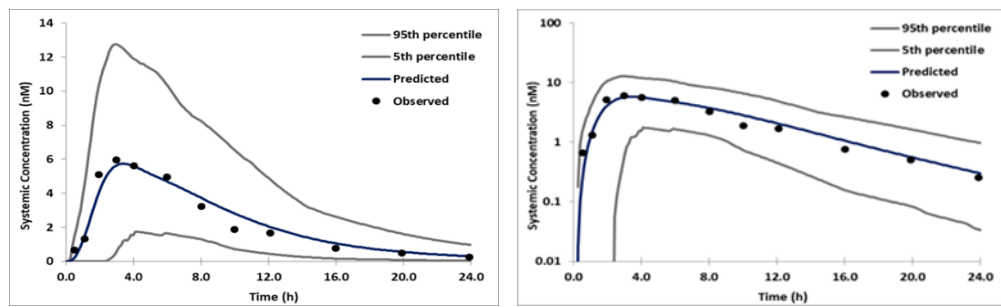 14
12
10
8
6
4
2
0
Systemic Concentration (nM)
0.0 4.0 8.0 12.0 16.0 20.0 24.0
Time (h)
95th percentile
5th percentile
Predicted
Observed
100
10
1
0.1
0.01
Systemic Concentration (nM)
0.0 4.0 8.0 12.0 16.0 20.0 24.0
Time (h)
95th percentile
5th percentile
Predicted
Observed